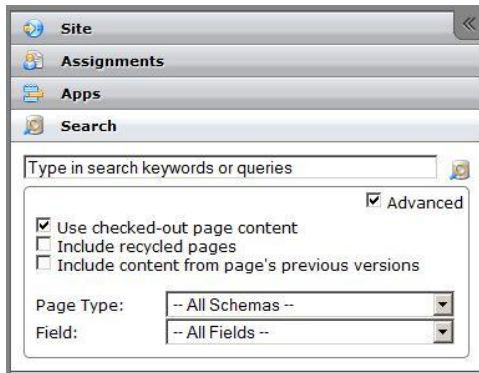 Site
Assignments
Apps
Search
Type in search keywords or queries
Advanced
Use checked-out page content
Include recycled pages
Include content from page's previous versions
Page Type: -- All Schemas --
Field: -- All Fields --